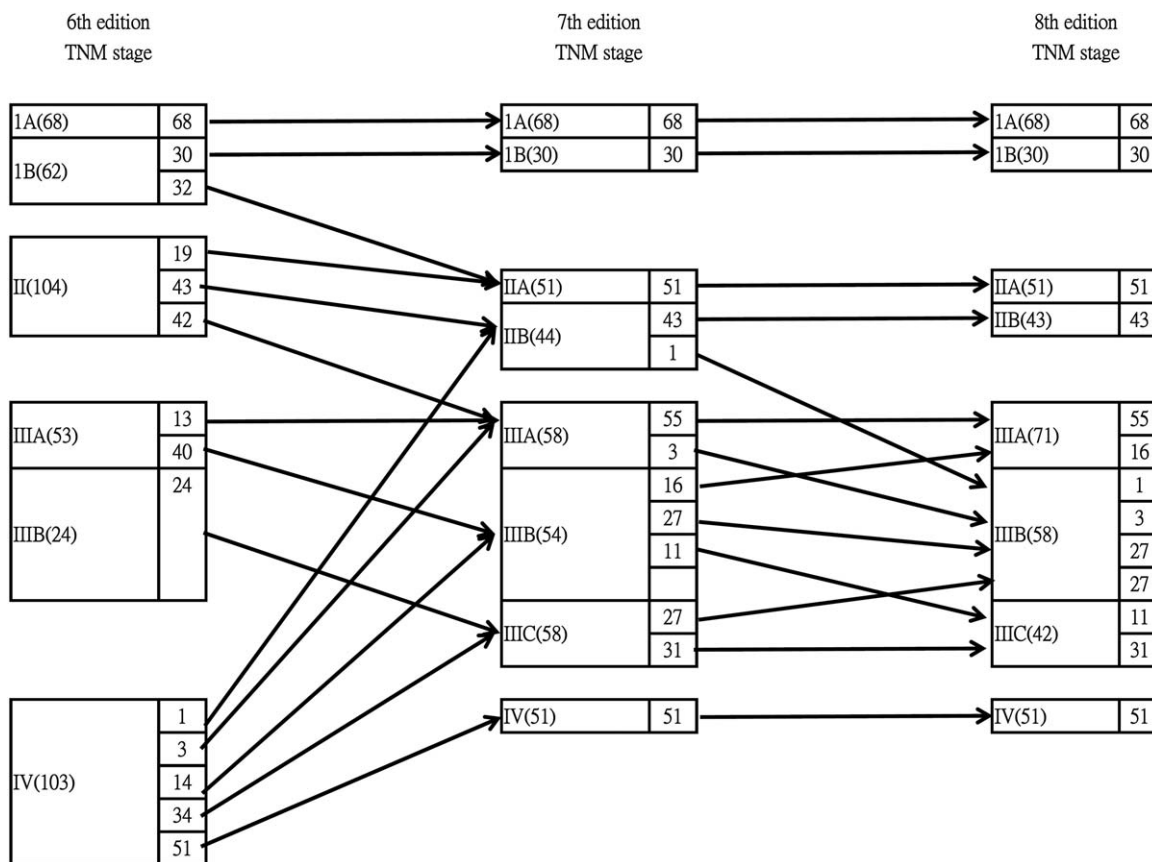 6th edition
TNM stage
7th edition
TNM stage
8th edition
TNM stage
1A(68) 68
1B(62) 30
32
II(104) 19
43
42
IIIA(53) 13
40
IIIB(24) 24
IV(103) 1
3
14
34
51
1A(68) 68
1B(30) 30
IIA(51) 51
IIB(44) 43
1
IIIA(58) 55
3
IIIB(54) 16
27
11
IIIC(58) 27
31
IV(51) 51
1A(68) 68
1B(30) 30
IIA(51) 51
IIB(43) 43
IIIA(71) 55
16
IIIB(58) 1
3
27
27
IIIC(42) 11
31
IV(51) 51